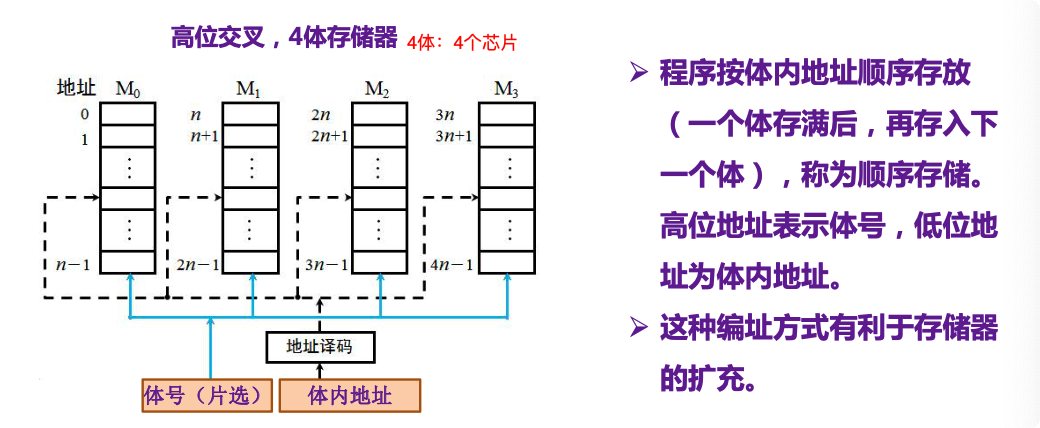 高位交叉，4体存储器 4体：4个芯片
地址 M0 M1 M2 M3
0 n 2n 3n
1 n+1 2n+1 3n+1
n－1 2n－1 3n－1 4n－1
地址译码
体号（片选） 体内地址
➢ 程序按体内地址顺序存放
（一个体存满后，再存入下
一个体），称为顺序存储。
高位地址表示体号，低位地
址为体内地址。
➢ 这种编址方式有利于存储器
的扩充。